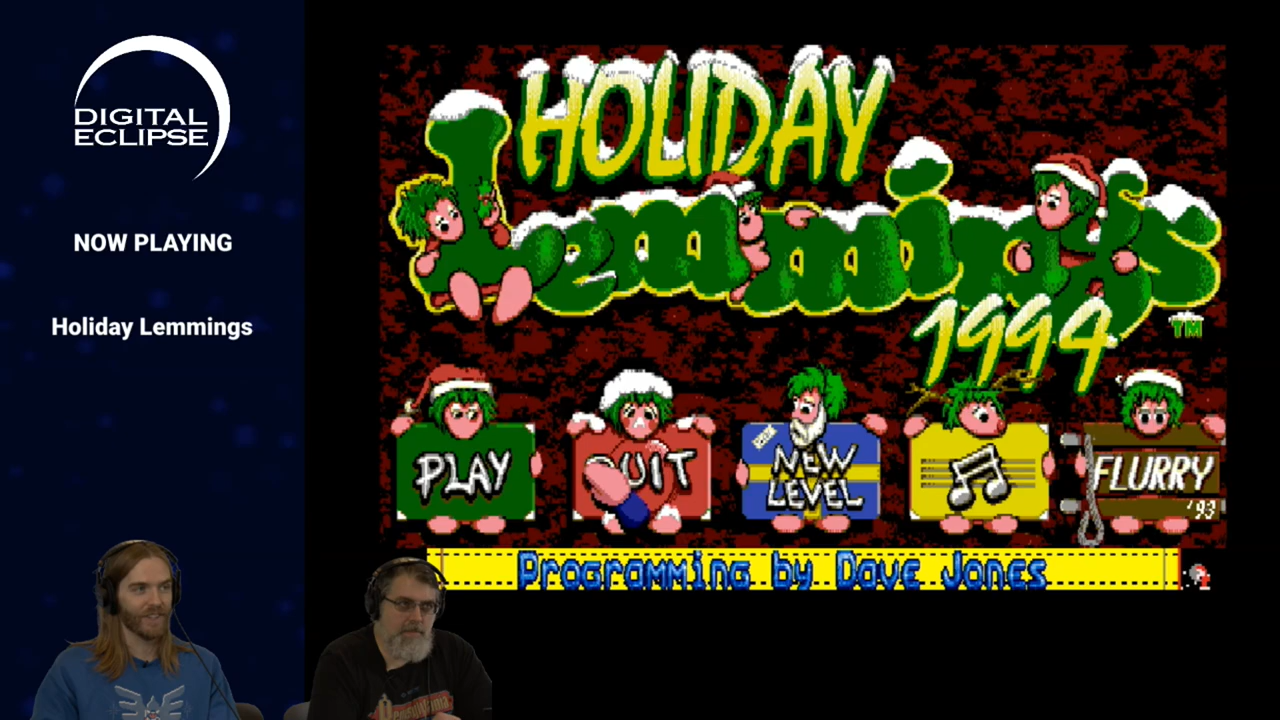 DIGITAL
ECLIPSE
NOW PLAYING
Holiday Lemmings
HOLIDAY
Lemmings
1994
TM
PLAY
QUIT
NEW
LEVEL
FLURRY
'93
Programming by Dave Jones